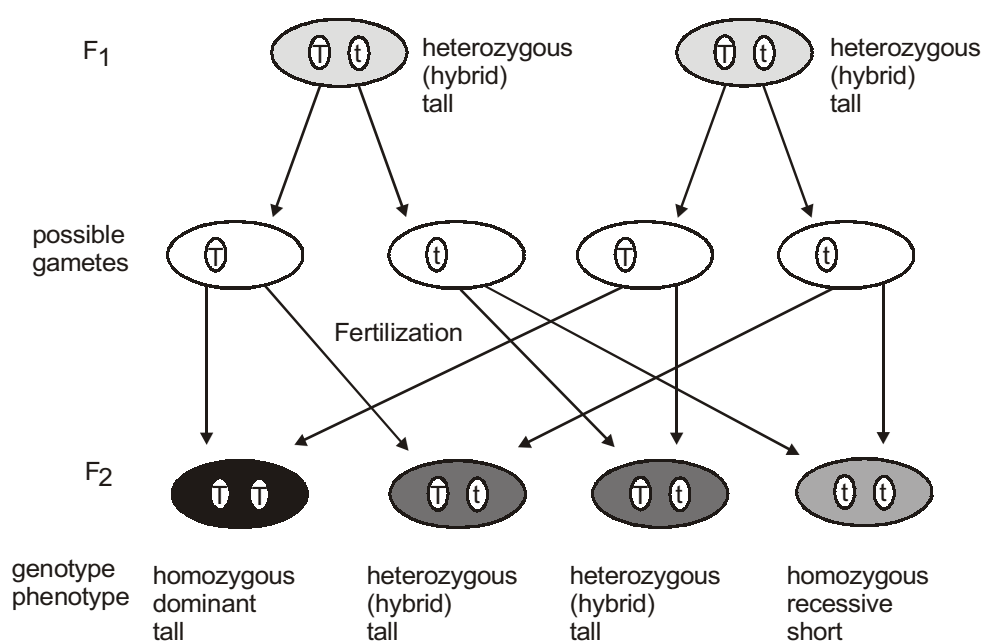 F1
T t
heterozygous
(hybrid)
tall
T t
heterozygous
(hybrid)
tall
possible
gametes
T
t
T
t
Fertilization
F2
T T
T t
T t
t t
genotype
phenotype
homozygous
dominant
tall
heterozygous
(hybrid)
tall
heterozygous
(hybrid)
tall
homozygous
recessive
short